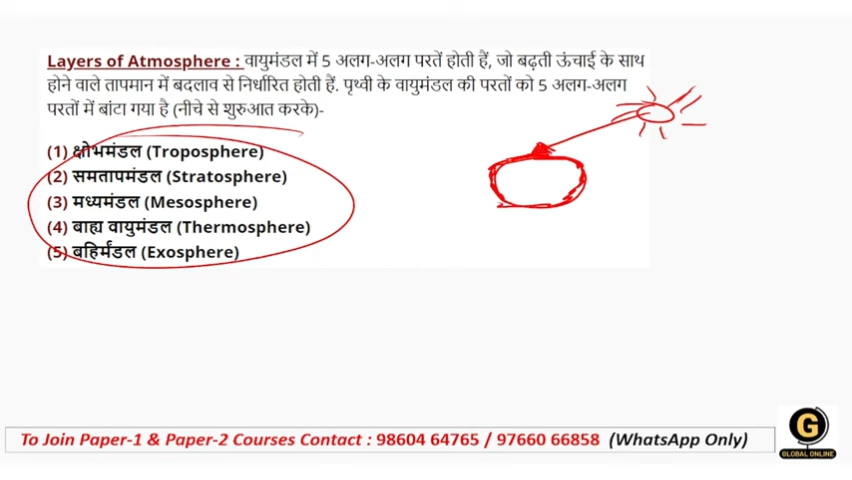 Layers of Atmosphere : वायुमंडल में 5 अलग-अलग परतें होती हैं, जो बढ़ती ऊंचाई के साथ
होने वाले तापमान में बदलाव से निर्धारित होती हैं. पृथ्वी के वायुमंडल की परतों को 5 अलग-अलग
परतों में बांटा गया है (नीचे से शुरुआत करके)-
(1) क्षोभमंडल (Troposphere)
(2) समतापमंडल (Stratosphere)
(3) मध्यमंडल (Mesosphere)
(4) बाह्य वायुमंडल (Thermosphere)
(5) बहिर्मंडल (Exosphere)
To Join Paper-1 & Paper-2 Courses Contact : 98604 64765 / 97660 66858 (WhatsApp Only)
G
GLOBAL ONLINE